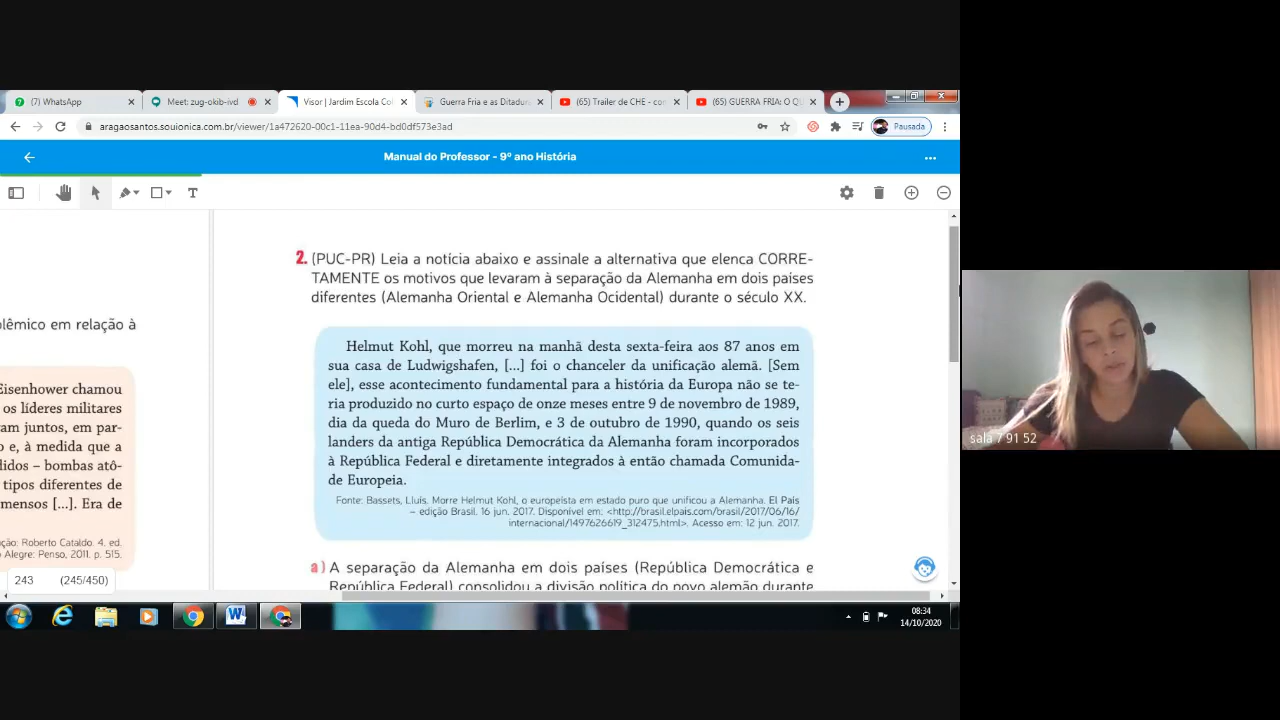 (7) WhatsApp
Meet: zug-okib-ivd
Visor | Jardim Escola Col
Guerra Fria e as Ditadur
(65) Trailer de CHE - con
(65) GUERRA FRIA: O QU
aragaosantos.souionica.com.br/viewer/1a472620-00c1-11ea-90d4-bd0df573e3ad
Pausada
Manual do Professor - 9º ano História
T
olêmico em relação à
Eisenhower chamou
os líderes militares
am juntos, em par-
o e, à medida que a
didos – bombas atô-
tipos diferentes de
mensos [...]. Era de
ução: Roberto Cataldo. 4. ed.
Alegre: Penso, 2011. p. 515.
243 (245/450)
2. (PUC-PR) Leia a notícia abaixo e assinale a alternativa que elenca CORRE-
TAMENTE os motivos que levaram à separação da Alemanha em dois países
diferentes (Alemanha Oriental e Alemanha Ocidental) durante o século XX.
Helmut Kohl, que morreu na manhã desta sexta-feira aos 87 anos em
sua casa de Ludwigshafen, [...] foi o chanceler da unificação alemã. [Sem
ele], esse acontecimento fundamental para a história da Europa não se te-
ria produzido no curto espaço de onze meses entre 9 de novembro de 1989,
dia da queda do Muro de Berlim, e 3 de outubro de 1990, quando os seis
landers da antiga República Democrática da Alemanha foram incorporados
à República Federal e diretamente integrados à então chamada Comunida-
de Europeia.
Fonte: Bassets, Lluís. Morre Helmut Kohl, o europeísta em estado puro que unificou a Alemanha. El País
– edição Brasil. 16 jun. 2017. Disponível em: <http://brasil.elpais.com/brasil/2017/06/16/
internacional/1497626619_312475.html>. Acesso em: 12 jun. 2017.
a) A separação da Alemanha em dois países (República Democrática e
República Federal) consolidou a divisão política do povo alemão durante
08:34
14/10/2020
sala 7 91 52